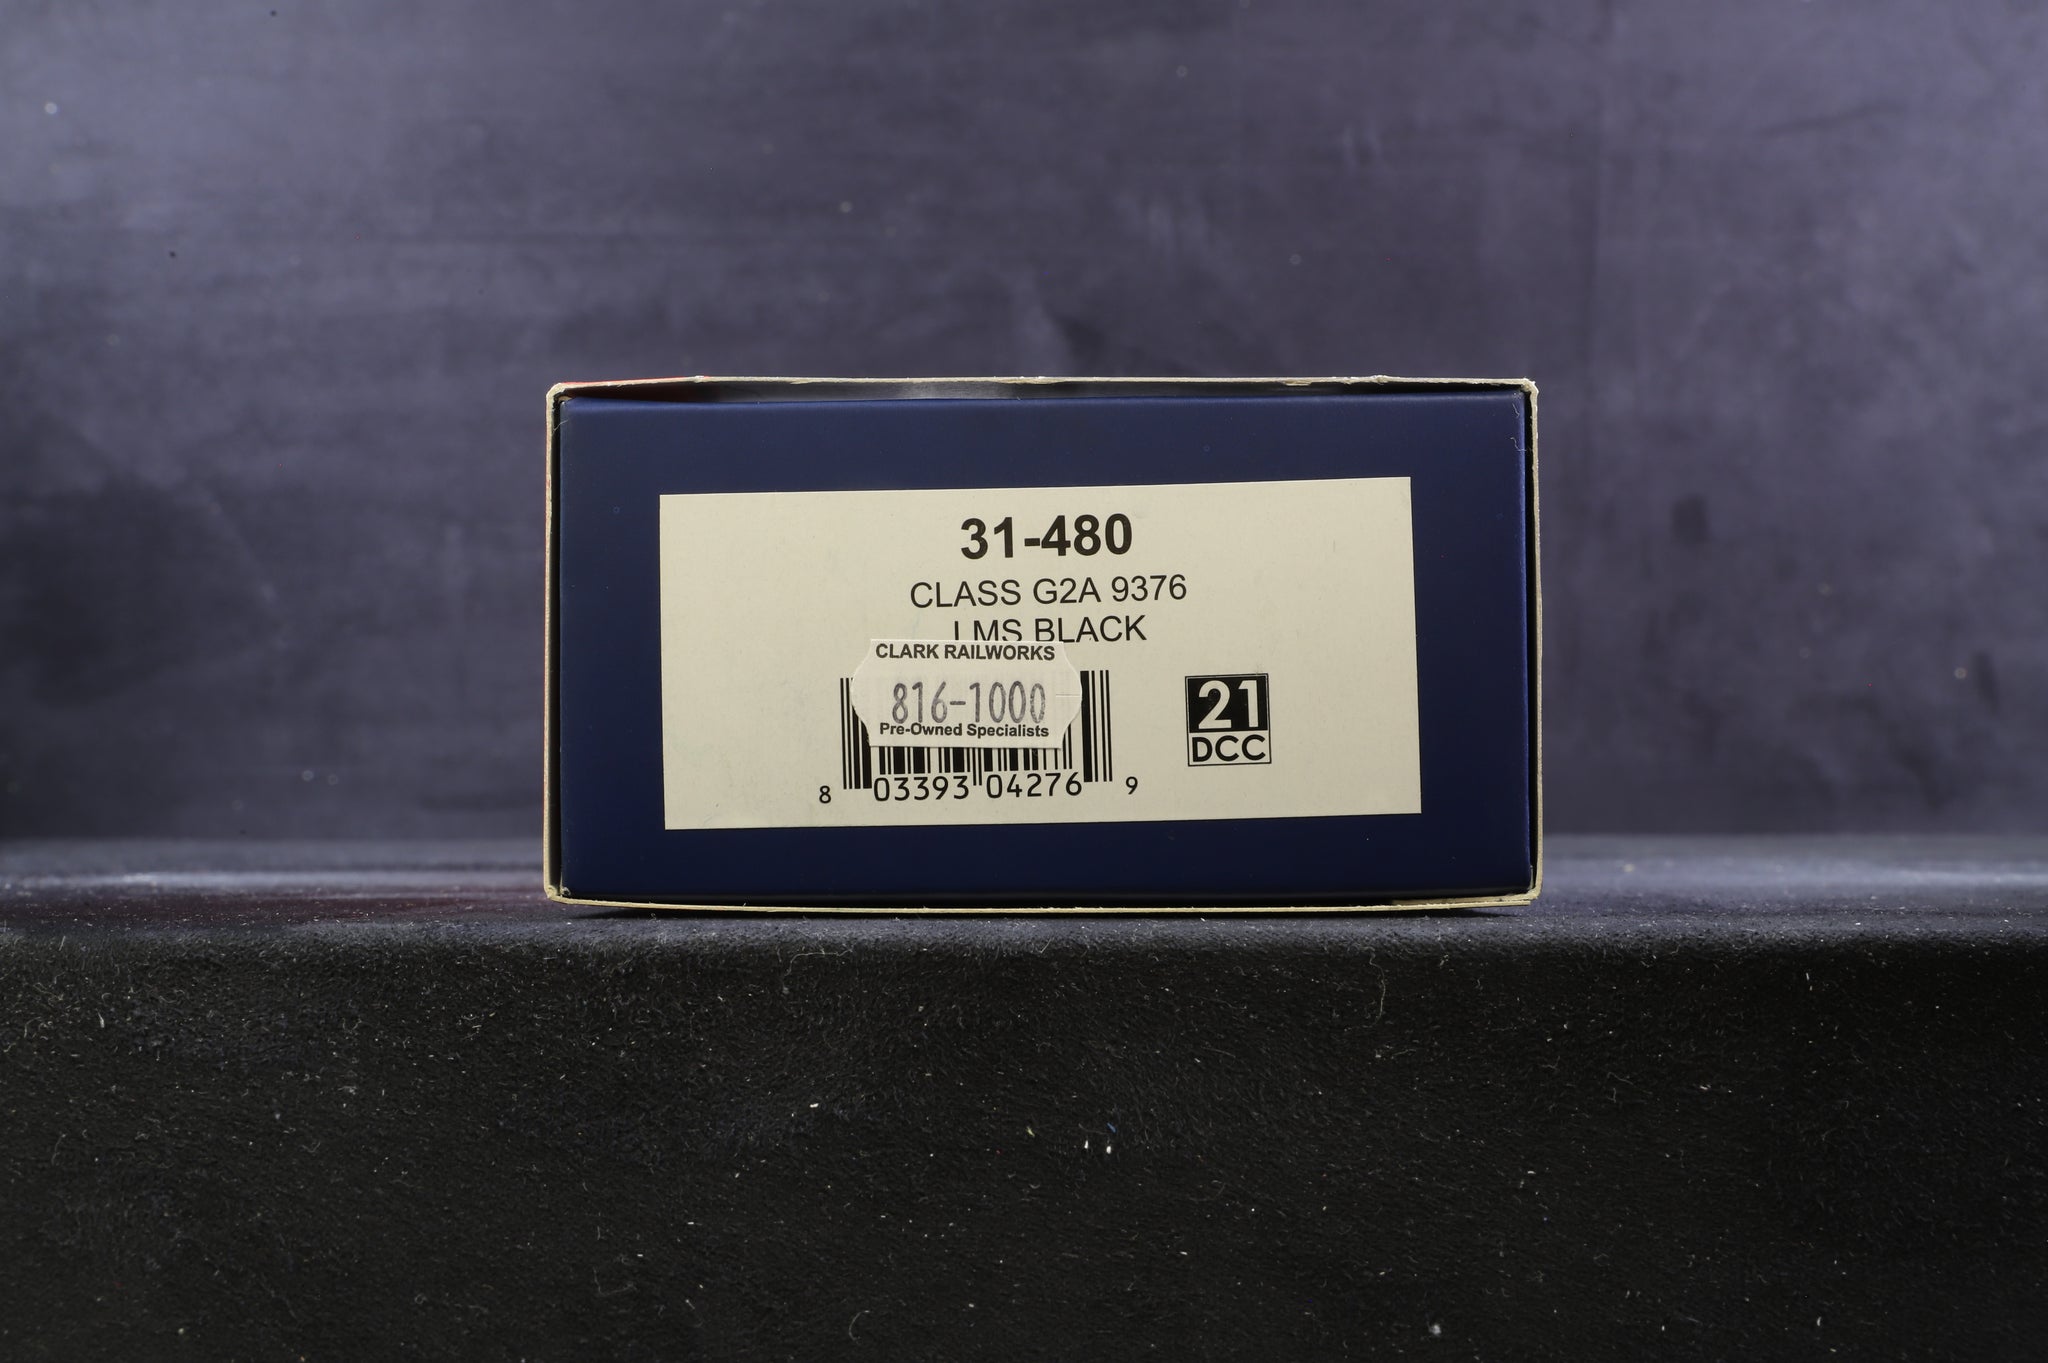 31-480
CLASS G2A 9376
LMS BLACK
CLARK RAILWORKS
816-1000
Pre-Owned Specialists
21
DCC
8 03393 04276 9